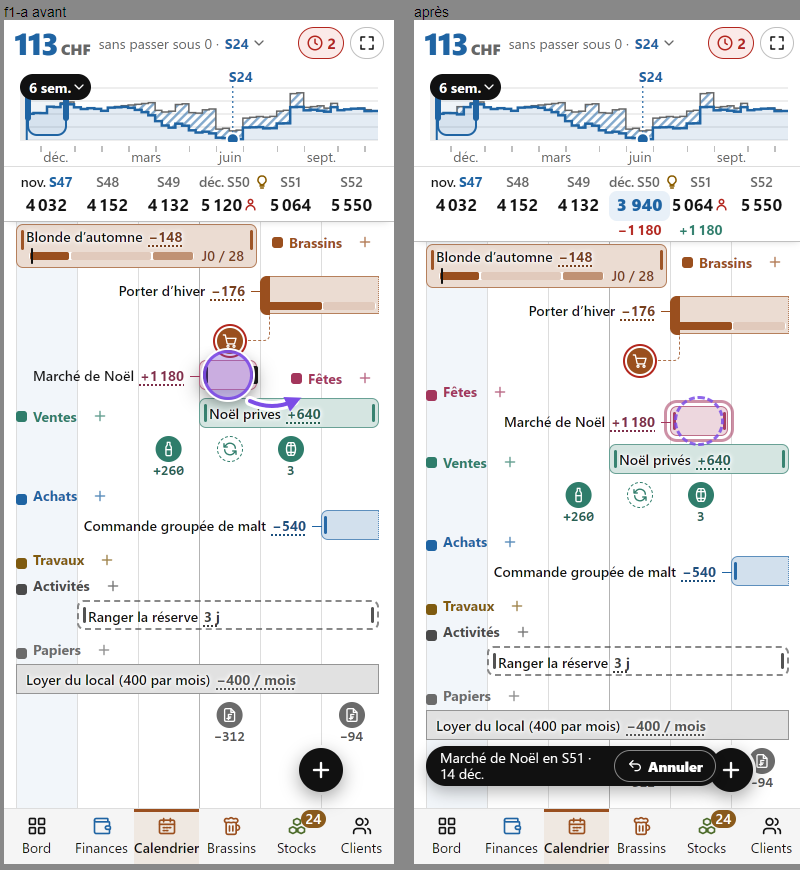 f1-a avant
113 CHF sans passer sous 0 · S24
2
S24
6 sem.
déc. mars juin sept.
nov. S47 S48 S49 déc. S50 S51 S52
4 032 4 152 4 132 5 120 5 064 5 550
Blonde d’automne −148
J0 / 28
Brassins +
Porter d’hiver −176
Marché de Noël +1 180
Fêtes +
Ventes +
Noël privés +640
+260 3
Achats +
Commande groupée de malt −540
Travaux +
Activités +
Ranger la réserve 3 j
Papiers +
Loyer du local (400 par mois) −400 / mois
−312 −94
+
24
Bord Finances Calendrier Brassins Stocks Clients
après
113 CHF sans passer sous 0 · S24
2
S24
6 sem.
déc. mars juin sept.
nov. S47 S48 S49 déc. S50 S51 S52
4 032 4 152 4 132 3 940 5 064 5 550
−1 180 +1 180
Blonde d’automne −148
J0 / 28
Brassins +
Porter d’hiver −176
Fêtes +
Marché de Noël +1 180
Ventes +
Noël privés +640
+260 3
Achats +
Commande groupée de malt −540
Travaux +
Activités +
Ranger la réserve 3 j
Papiers +
Loyer du local (400 par mois) −400 / mois
Marché de Noël en S51 ·
14 déc.
Annuler
+
−94
24
Bord Finances Calendrier Brassins Stocks Clients